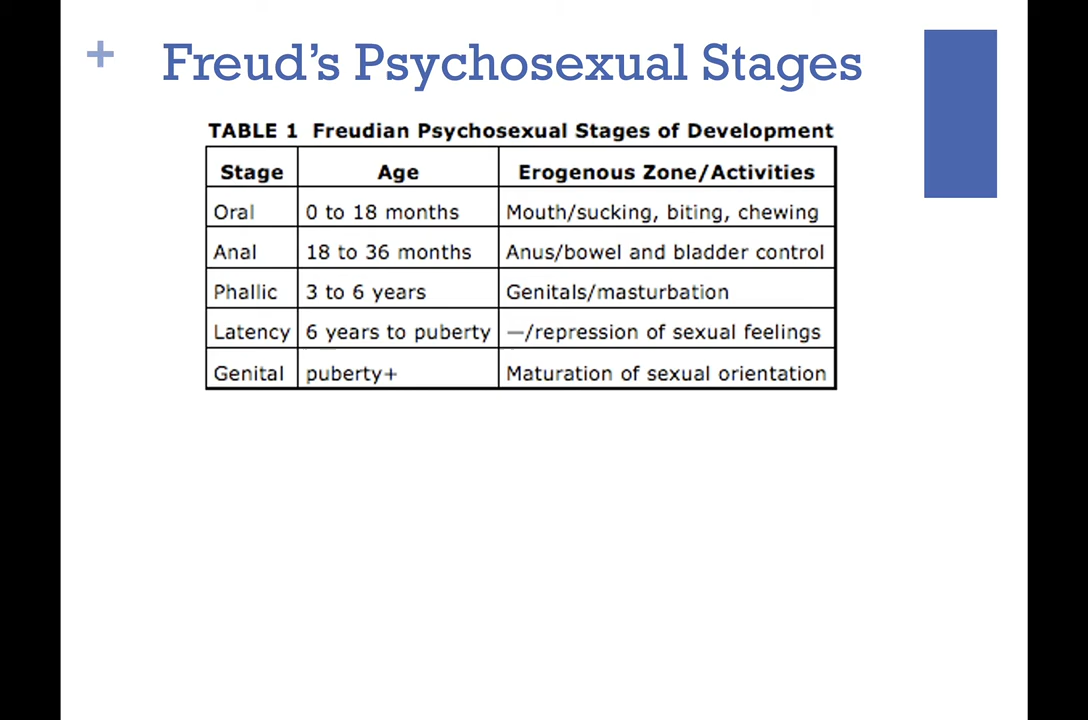 + Freud's Psychosexual Stages
TABLE 1 Freudian Psychosexual Stages of Development
Stage Age Erogenous Zone/Activities
Oral 0 to 18 months Mouth/sucking, biting, chewing
Anal 18 to 36 months Anus/bowel and bladder control
Phallic 3 to 6 years Genitals/masturbation
Latency 6 years to puberty —/repression of sexual feelings
Genital puberty+ Maturation of sexual orientation